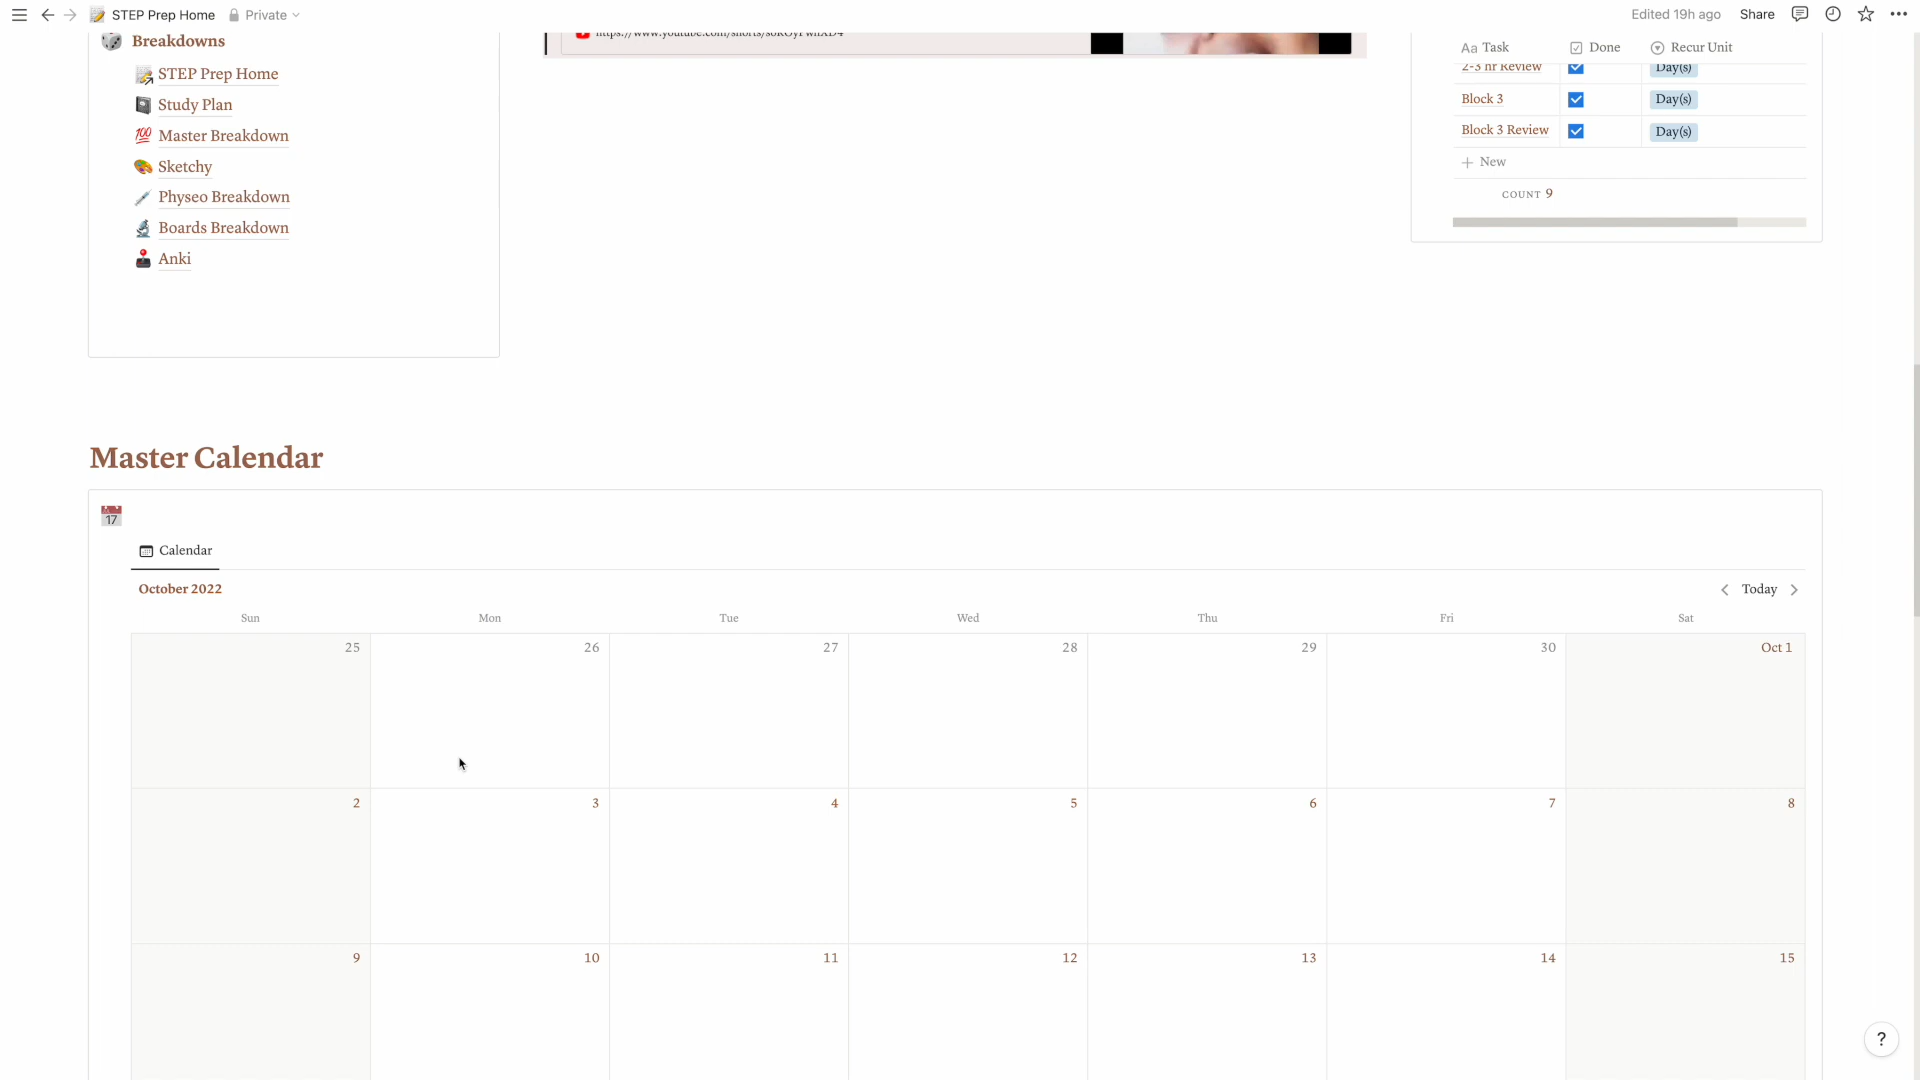 STEP Prep Home
Private
Edited 19h ago
Share
Breakdowns
STEP Prep Home
Study Plan
Master Breakdown
Sketchy
Physeo Breakdown
Boards Breakdown
Anki
Aa Task
Done
Recur Unit
2-3 hr Review
Day(s)
Block 3
Day(s)
Block 3 Review
Day(s)
New
COUNT 9
Master Calendar
17
Calendar
October 2022
Today
Sun Mon Tue Wed Thu Fri Sat
25 26 27 28 29 30 Oct 1
2 3 4 5 6 7 8
9 10 11 12 13 14 15
?